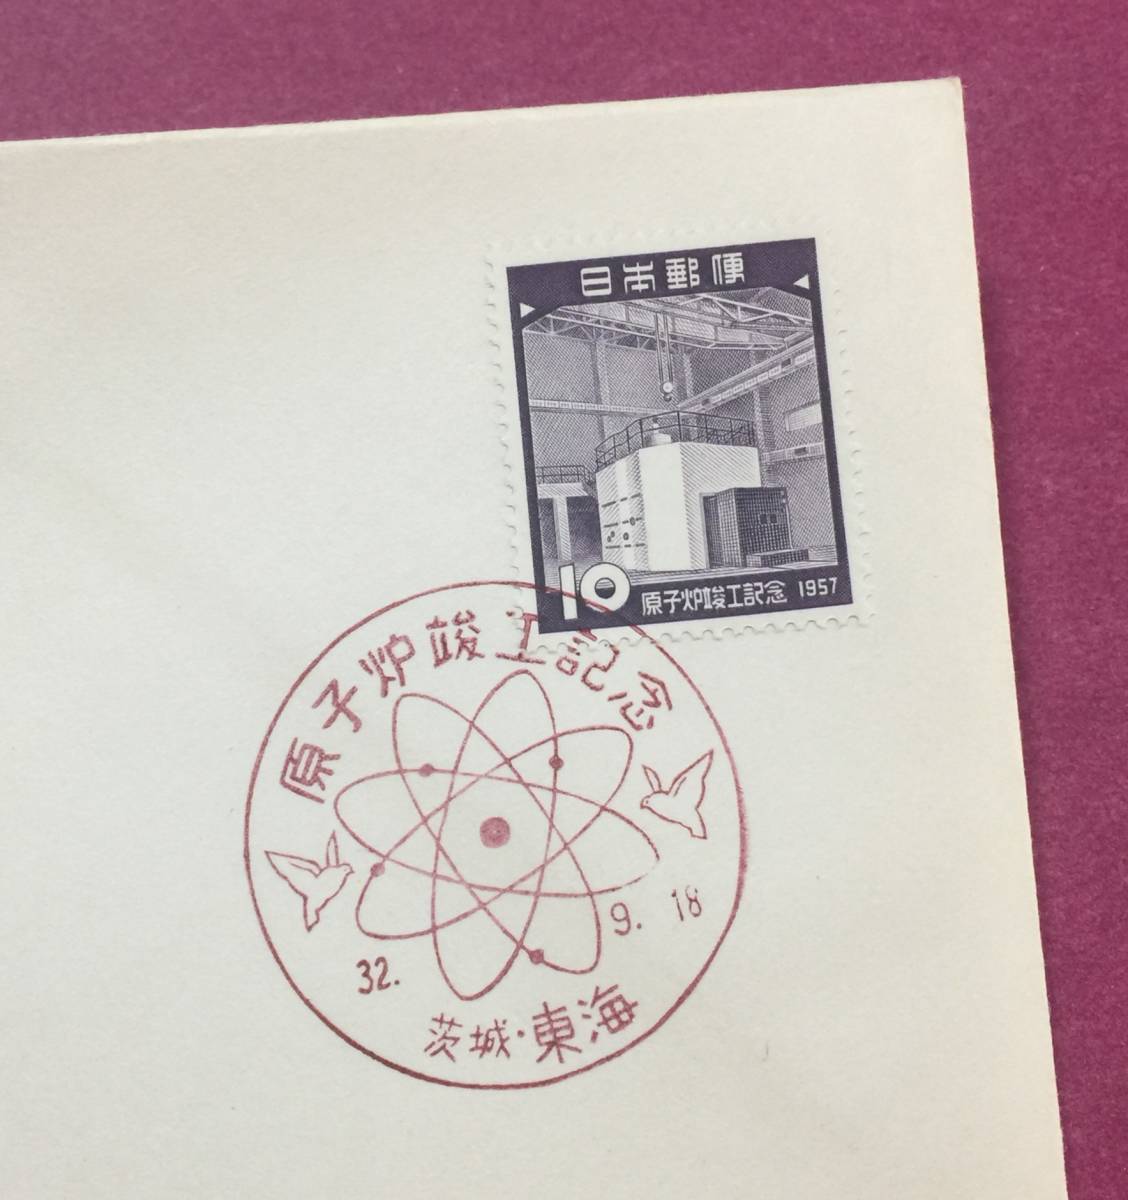 日本郵便
10 原子炉竣工記念 1957
原子炉竣工記念
32. 9. 18
茨城・東海